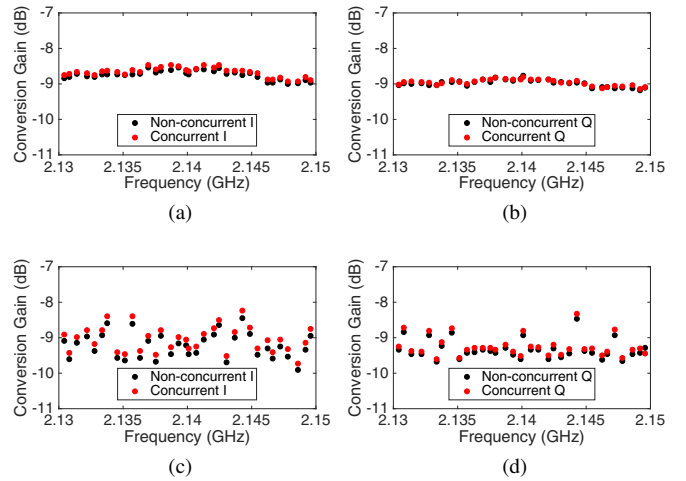 -7
-8
-9
-10
-11
Conversion Gain (dB)
Non-concurrent I
Concurrent I
2.13 2.135 2.14 2.145 2.15
Frequency (GHz)
(a)
-7
-8
-9
-10
-11
Conversion Gain (dB)
Non-concurrent Q
Concurrent Q
2.13 2.135 2.14 2.145 2.15
Frequency (GHz)
(b)
-7
-8
-9
-10
-11
Conversion Gain (dB)
Non-concurrent I
Concurrent I
2.13 2.135 2.14 2.145 2.15
Frequency (GHz)
(c)
-7
-8
-9
-10
-11
Conversion Gain (dB)
Non-concurrent Q
Concurrent Q
2.13 2.135 2.14 2.145 2.15
Frequency (GHz)
(d)